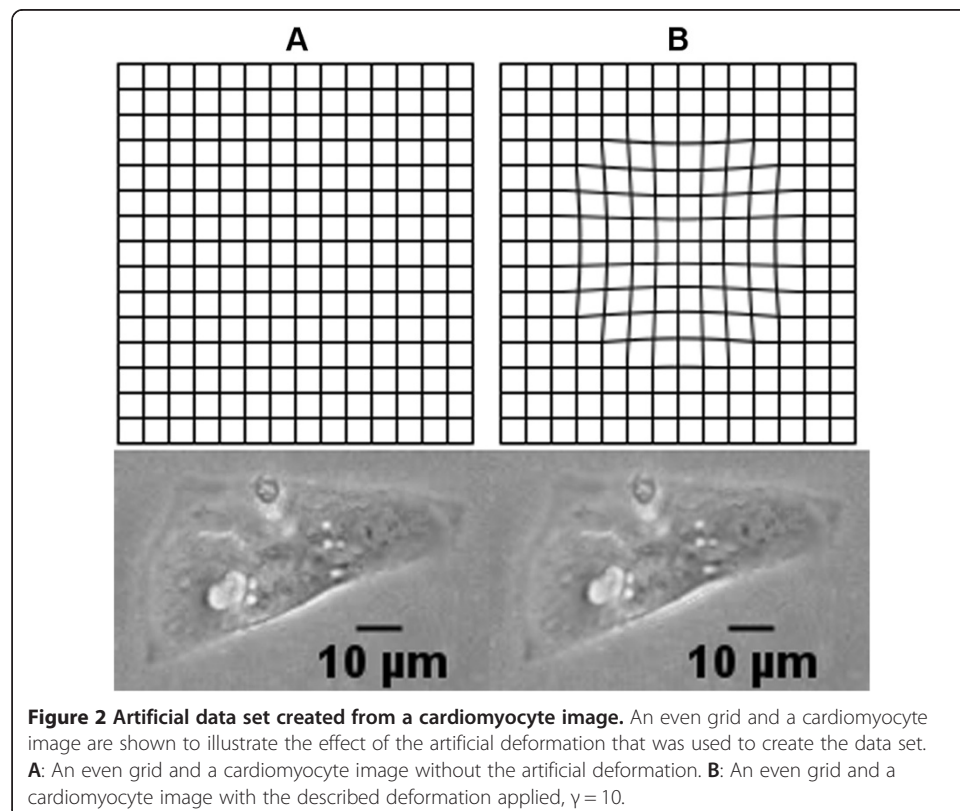 A
B
10 µm
10 µm
Figure 2 Artificial data set created from a cardiomyocyte image. An even grid and a cardiomyocyte
image are shown to illustrate the effect of the artificial deformation that was used to create the data set.
A: An even grid and a cardiomyocyte image without the artificial deformation. B: An even grid and a
cardiomyocyte image with the described deformation applied, γ = 10.